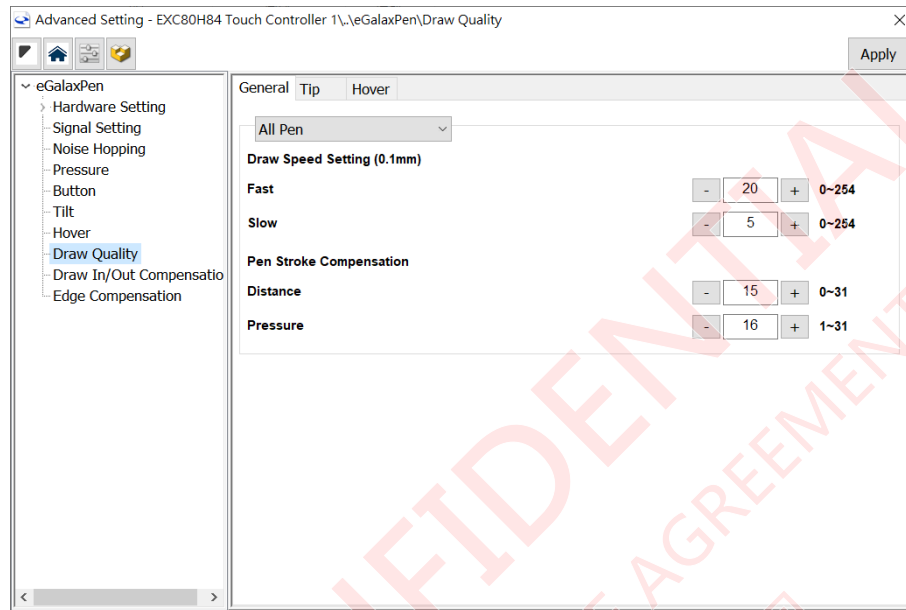 Advanced Setting - EXC80H84 Touch Controller 1\..\eGalaxPen\Draw Quality
Apply
eGalaxPen
Hardware Setting
Signal Setting
Noise Hopping
Pressure
Button
Tilt
Hover
Draw Quality
Draw In/Out Compensatio
Edge Compensation
General Tip Hover
All Pen
Draw Speed Setting (0.1mm)
Fast - 20 + 0~254
Slow - 5 + 0~254
Pen Stroke Compensation
Distance - 15 + 0~31
Pressure - 16 + 1~31
NFIDENTIAL
E AGREEMENT